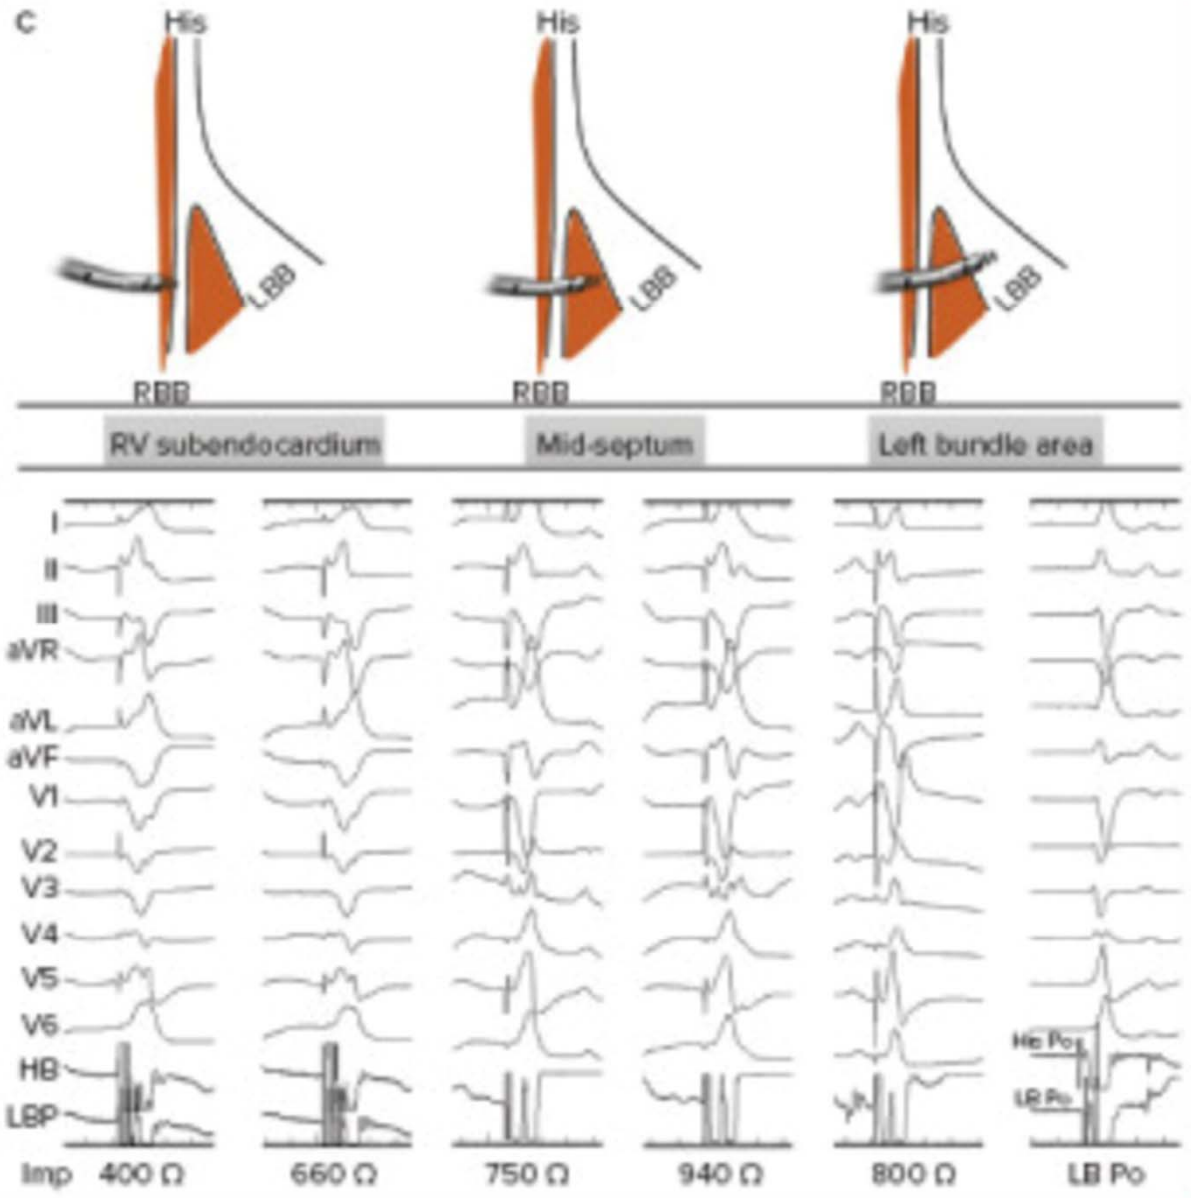 C
His His His
LBB LBB LBB
RBB RBB RBB
RV subendocardium Mid-septum Left bundle area
I
II
III
aVR
aVL
aVF
V1
V2
V3
V4
V5
V6
His Po
HB
LB Po
LBP
Imp 400 Ω 660 Ω 750 Ω 940 Ω 800 Ω LB Po